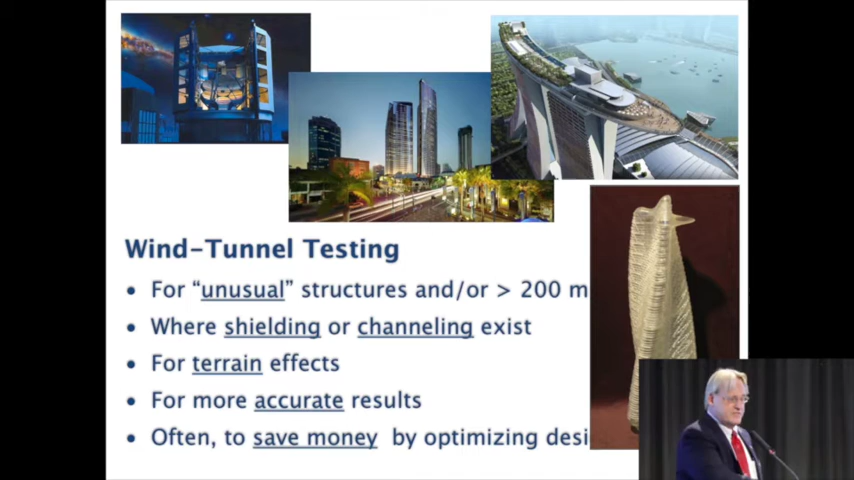 Wind-Tunnel Testing
• For “unusual” structures and/or > 200 m
• Where shielding or channeling exist
• For terrain effects
• For more accurate results
• Often, to save money by optimizing desi